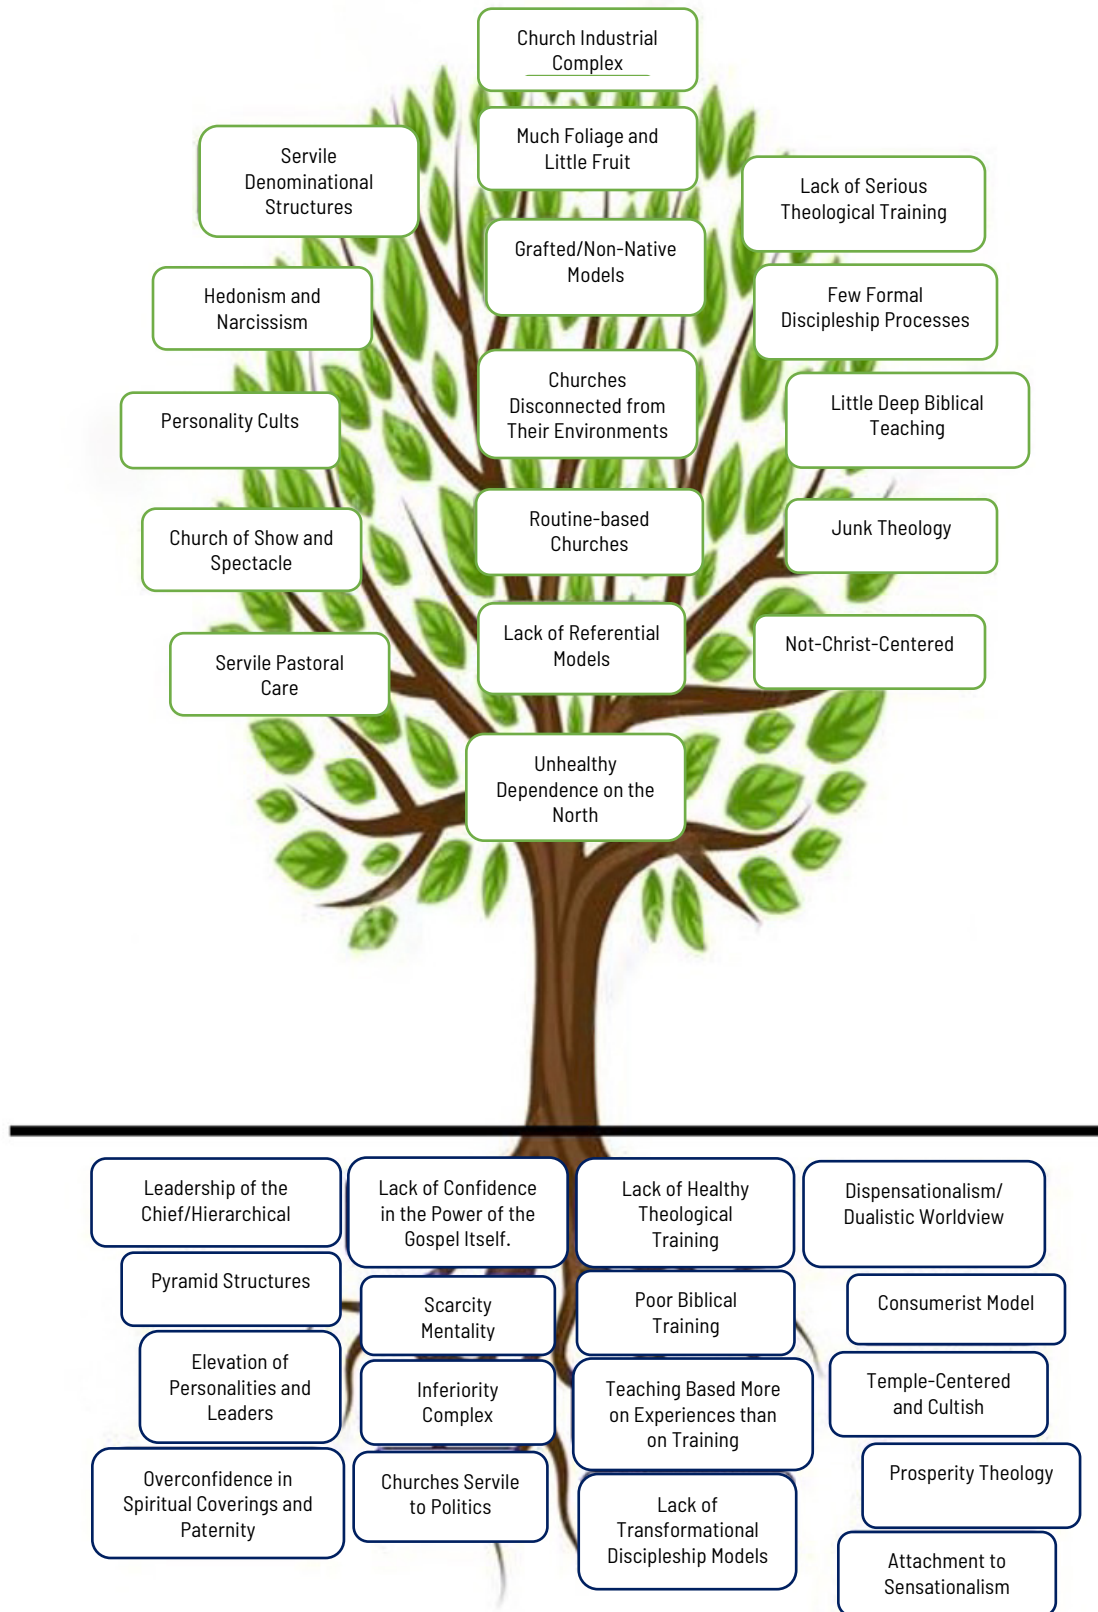 Church Industrial
Complex
Much Foliage and
Little Fruit
Servile
Denominational
Structures
Lack of Serious
Theological Training
Grafted/Non-Native
Models
Hedonism and
Narcissism
Few Formal
Discipleship Processes
Churches
Disconnected from
Their Environments
Personality Cults
Little Deep Biblical
Teaching
Routine-based
Churches
Church of Show and
Spectacle
Junk Theology
Lack of Referential
Models
Servile Pastoral
Care
Not-Christ-Centered
Unhealthy
Dependence on the
North
Leadership of the
Chief/Hierarchical
Pyramid Structures
Elevation of
Personalities and
Leaders
Overconfidence in
Spiritual Coverings and
Paternity
Lack of Confidence
in the Power of the
Gospel Itself.
Scarcity
Mentality
Inferiority
Complex
Churches Servile
to Politics
Lack of Healthy
Theological
Training
Poor Biblical
Training
Teaching Based More
on Experiences than
on Training
Lack of
Transformational
Discipleship Models
Dispensationalism/
Dualistic Worldview
Consumerist Model
Temple-Centered
and Cultish
Prosperity Theology
Attachment to
Sensationalism